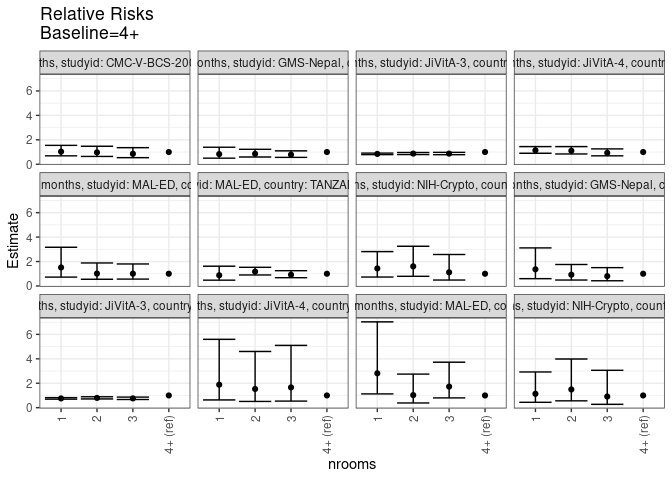 Relative Risks
Baseline=4+
ths, studyid: CMC-V-BCS-200
onths, studyid: GMS-Nepal, c
nths, studyid: JiVitA-3, countr
nths, studyid: JiVitA-4, countr
6
4
2
0
months, studyid: MAL-ED, co
id: MAL-ED, country: TANZAN
hs, studyid: NIH-Crypto, coun
nths, studyid: GMS-Nepal, c
6
4
2
0
Estimate
ths, studyid: JiVitA-3, country
ths, studyid: JiVitA-4, country
months, studyid: MAL-ED, co
s, studyid: NIH-Crypto, count
6
4
2
0
1 2 3 4+ (ref) 1 2 3 4+ (ref) 1 2 3 4+ (ref) 1 2 3 4+ (ref)
nrooms